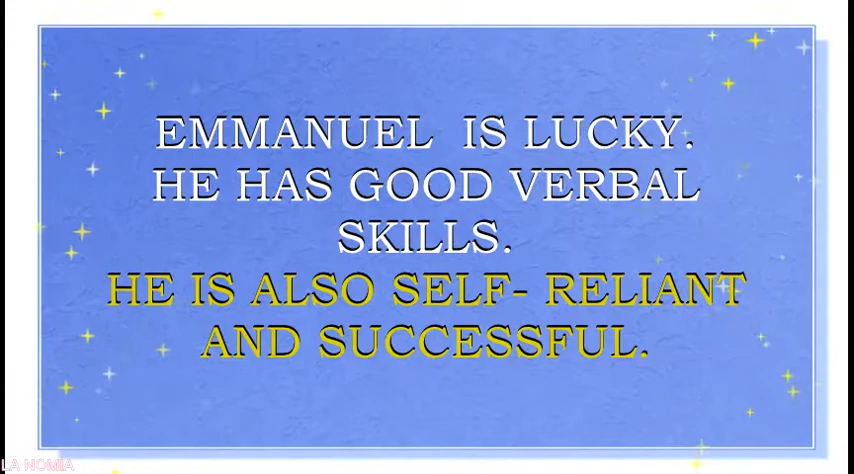 EMMANUEL IS LUCKY.
HE HAS GOOD VERBAL
SKILLS.
HE IS ALSO SELF- RELIANT
AND SUCCESSFUL.
LA NOMIA